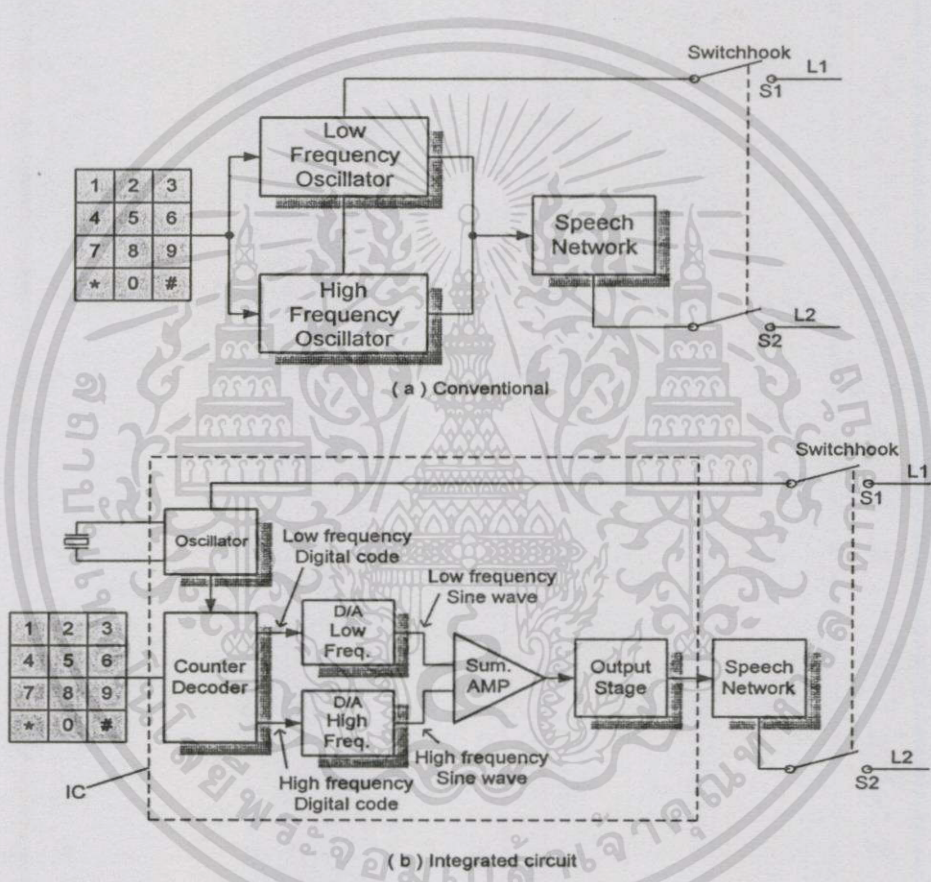 Switchhook
L1
S1
Low
Frequency
Oscillator
1 2 3
4 5 6
7 8 9
* 0 #
Speech
Network
High
Frequency
Oscillator
L2
S2
( a ) Conventional
Switchhook
L1
S1
Oscillator
Low frequency
Digital code
Low frequency
Sine wave
1 2 3
4 5 6
7 8 9
* 0 #
Counter
Decoder
D/A
Low
Freq.
D/A
High
Freq.
Sum.
AMP
Output
Stage
Speech
Network
High frequency
Sine wave
High frequency
Digital code
IC
L2
S2
( b ) Integrated circuit